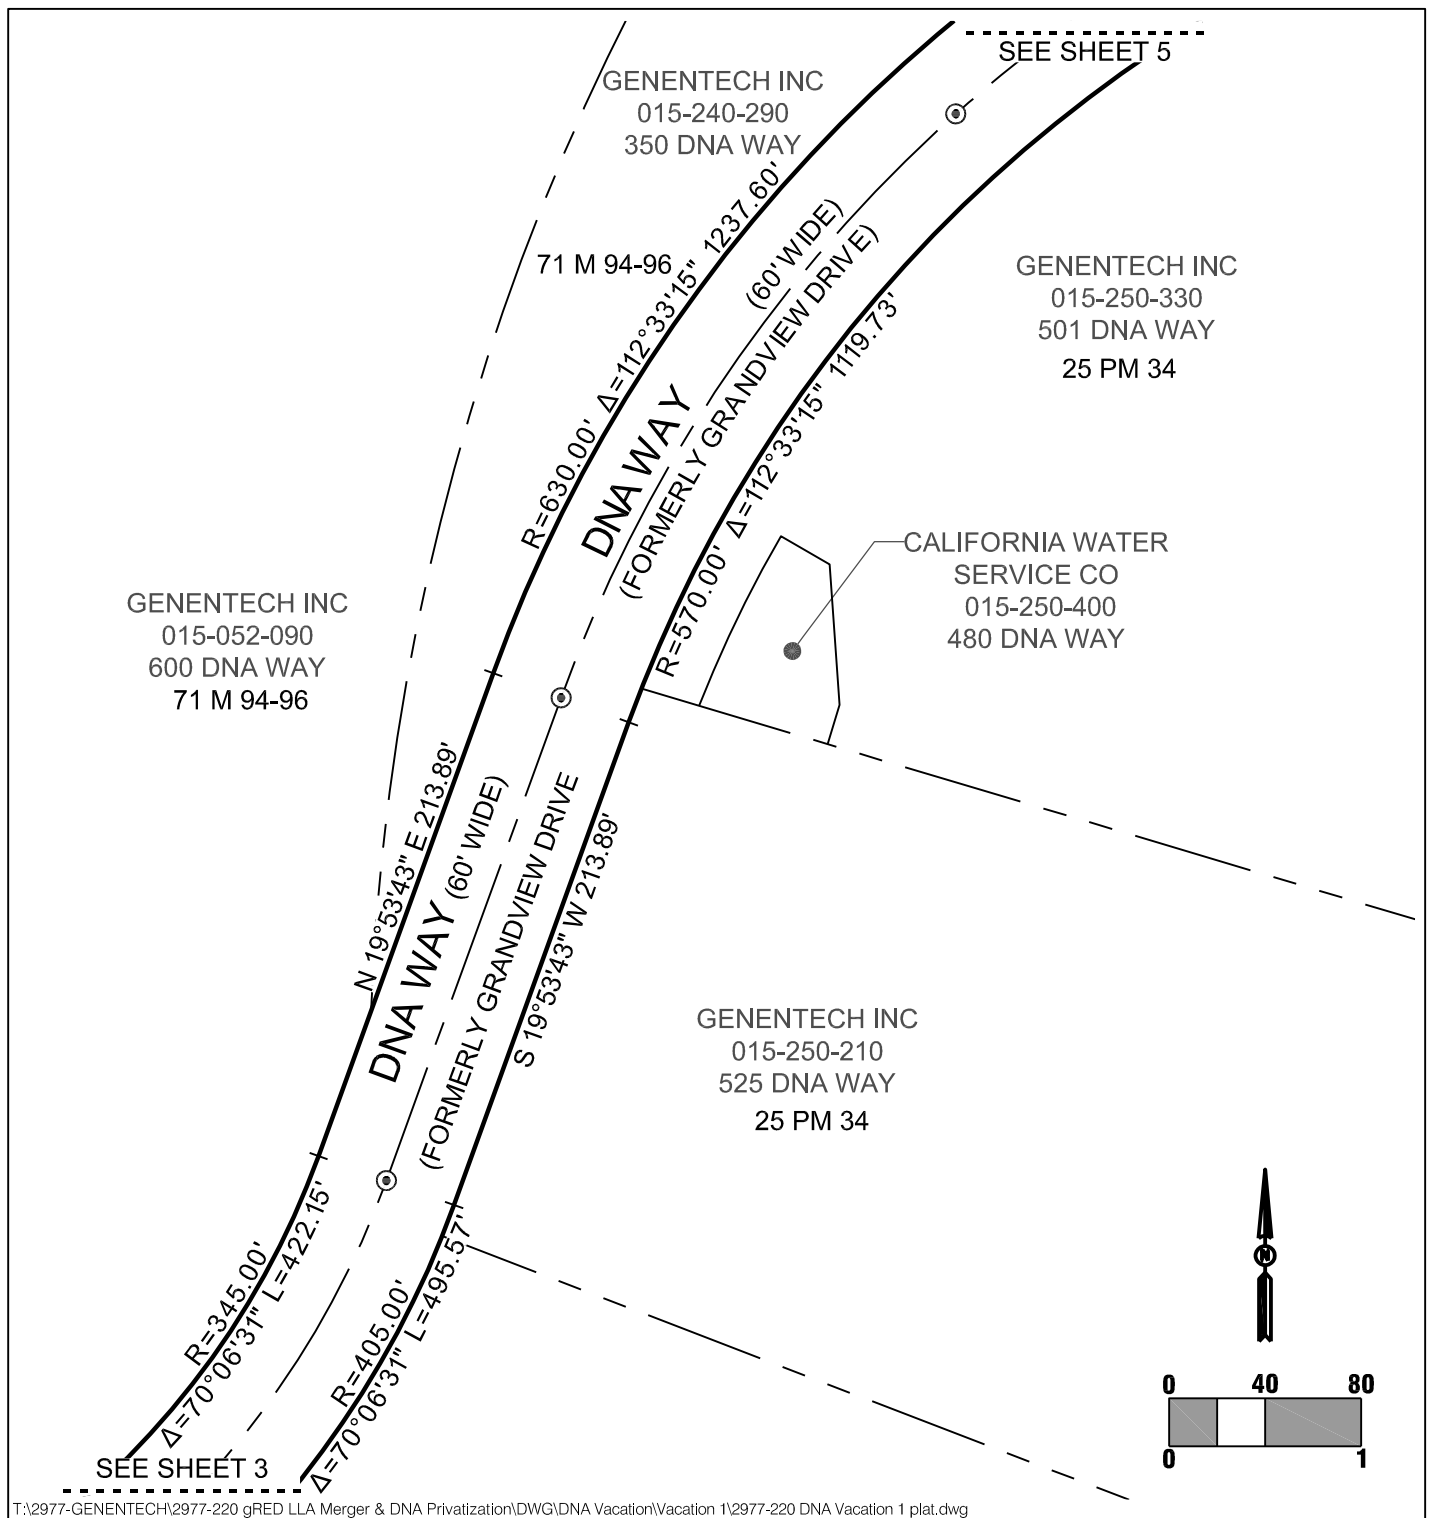 SEE SHEET 5
GENENTECH INC
015-240-290
350 DNA WAY
71 M 94-96
R=630.00' Δ=112°33'15" 1237.60'
(60' WIDE)
DNA WAY
(FORMERLY GRANDVIEW DRIVE)
R=570.00' Δ=112°33'15" 1119.73'
GENENTECH INC
015-250-330
501 DNA WAY
25 PM 34
CALIFORNIA WATER
SERVICE CO
015-250-400
480 DNA WAY
GENENTECH INC
015-052-090
600 DNA WAY
71 M 94-96
N 19°53'43" E 213.89'
DNA WAY (60' WIDE)
(FORMERLY GRANDVIEW DRIVE
S 19°53'43" W 213.89'
GENENTECH INC
015-250-210
525 DNA WAY
25 PM 34
R=345.00'
Δ=70°06'31" L=422.15'
R=405.00'
Δ=70°06'31" L=495.57'
N
0 40 80
0 1
SEE SHEET 3
T:\2977-GENENTECH\2977-220 gRED LLA Merger & DNA Privatization\DWG\DNA Vacation\Vacation 1\2977-220 DNA Vacation 1 plat.dwg